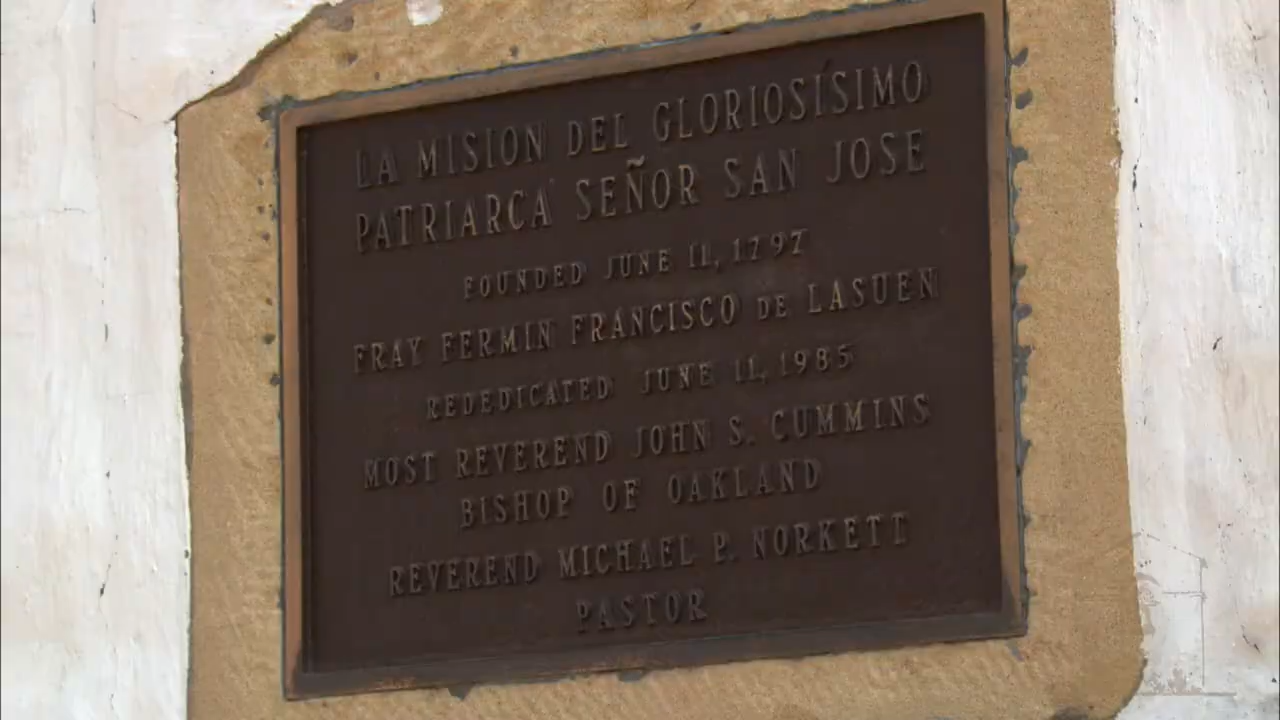 LA MISION DEL GLORIOSÍSIMO
PATRIARCA SEÑOR SAN JOSE
FOUNDED JUNE 11, 1797
FRAY FERMIN FRANCISCO DE LASUEN
REDEDICATED JUNE 11, 1985
MOST REVEREND JOHN S. CUMMINS
BISHOP OF OAKLAND
REVEREND MICHAEL P. NORKETT
PASTOR